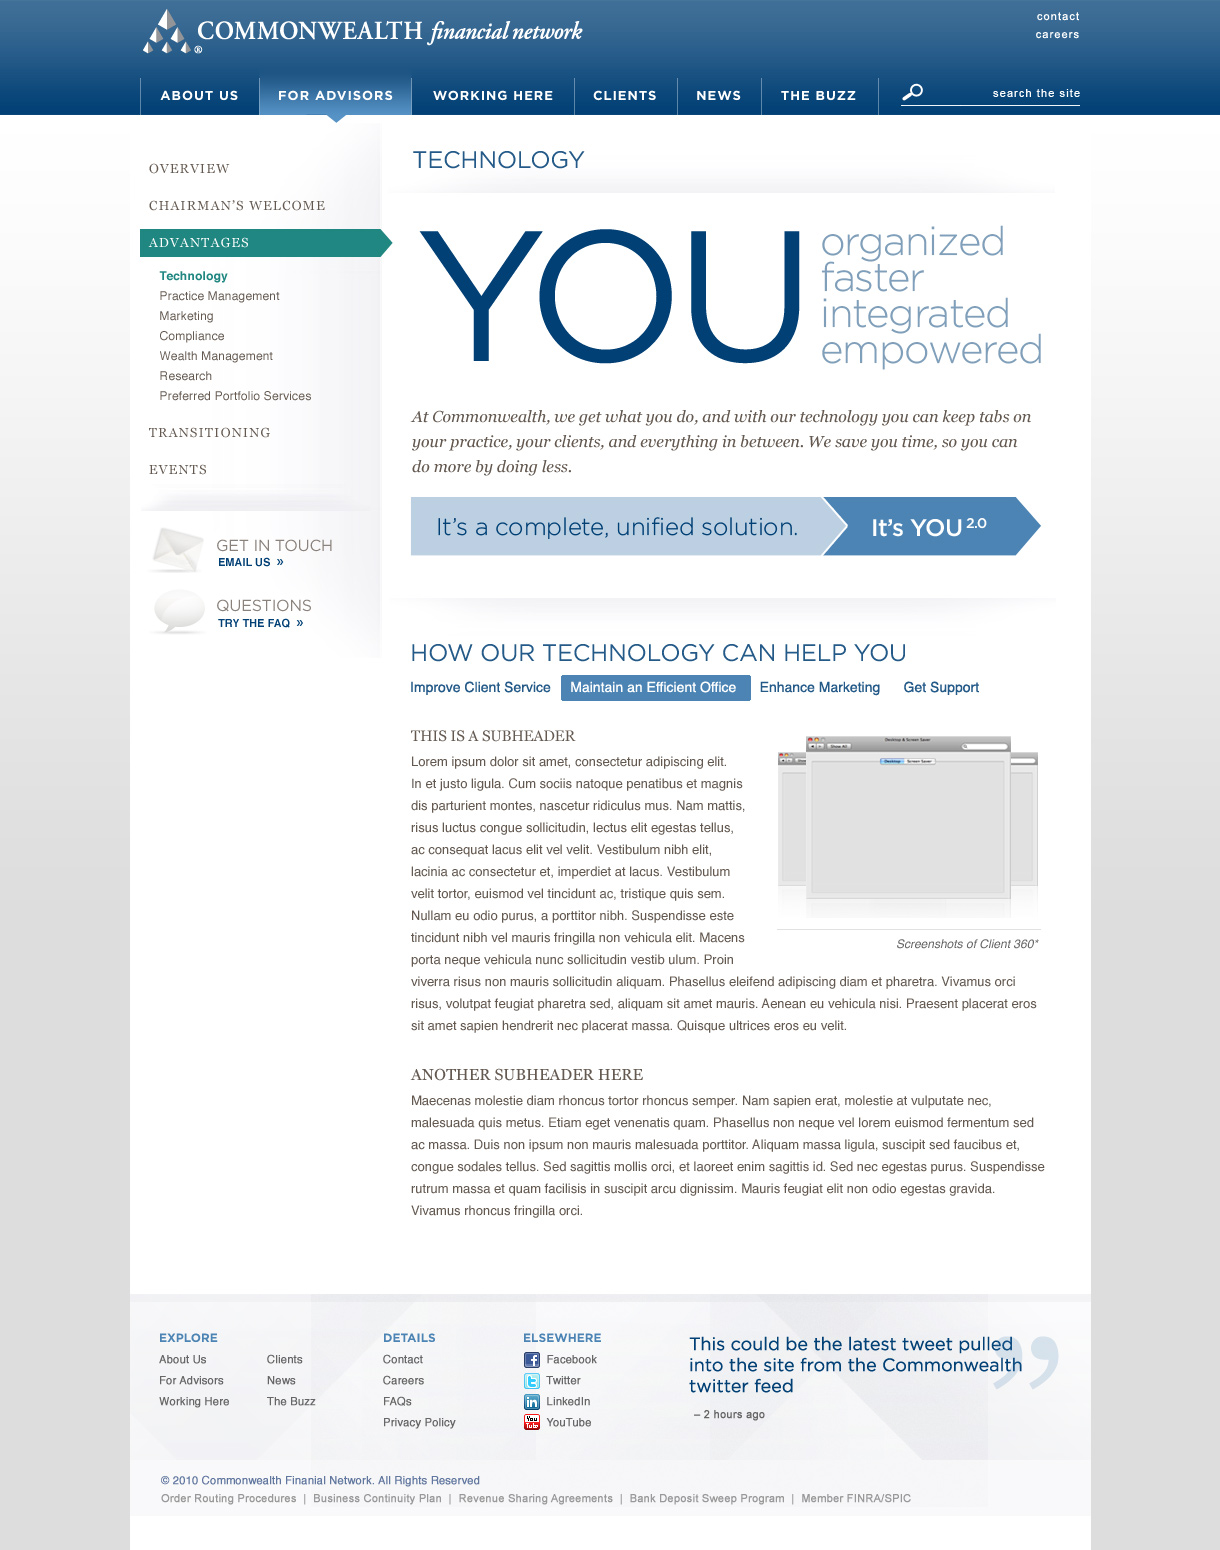 COMMONWEALTH financial network
®
contact
careers
ABOUT US
FOR ADVISORS
WORKING HERE
CLIENTS
NEWS
THE BUZZ
search the site
OVERVIEW
CHAIRMAN'S WELCOME
ADVANTAGES
Technology
Practice Management
Marketing
Compliance
Wealth Management
Research
Preferred Portfolio Services
TRANSITIONING
EVENTS
GET IN TOUCH
EMAIL US »
QUESTIONS
TRY THE FAQ »
TECHNOLOGY
YOU
organized
faster
integrated
empowered
At Commonwealth, we get what you do, and with our technology you can keep tabs on
your practice, your clients, and everything in between. We save you time, so you can
do more by doing less.
It's a complete, unified solution.
It's YOU 2.0
HOW OUR TECHNOLOGY CAN HELP YOU
Improve Client Service
Maintain an Efficient Office
Enhance Marketing
Get Support
THIS IS A SUBHEADER
Lorem ipsum dolor sit amet, consectetur adipiscing elit.
In et justo ligula. Cum sociis natoque penatibus et magnis
dis parturient montes, nascetur ridiculus mus. Nam mattis,
risus luctus congue sollicitudin, lectus elit egestas tellus,
ac consequat lacus elit vel velit. Vestibulum nibh elit,
lacinia ac consectetur et, imperdiet at lacus. Vestibulum
velit tortor, euismod vel tincidunt ac, tristique quis sem.
Nullam eu odio purus, a porttitor nibh. Suspendisse este
tincidunt nibh vel mauris fringilla non vehicula elit. Macens
porta neque vehicula nunc sollicitudin vestib ulum. Proin
viverra risus non mauris sollicitudin aliquam. Phasellus eleifend adipiscing diam et pharetra. Vivamus orci
risus, volutpat feugiat pharetra sed, aliquam sit amet mauris. Aenean eu vehicula nisi. Praesent placerat eros
sit amet sapien hendrerit nec placerat massa. Quisque ultrices eros eu velit.
Desktop & Screen Saver
Show All
Desktop
Screen Saver
Screenshots of Client 360*
ANOTHER SUBHEADER HERE
Maecenas molestie diam rhoncus tortor rhoncus semper. Nam sapien erat, molestie at vulputate nec,
malesuada quis metus. Etiam eget venenatis quam. Phasellus non neque vel lorem euismod fermentum sed
ac massa. Duis non ipsum non mauris malesuada porttitor. Aliquam massa ligula, suscipit sed faucibus et,
congue sodales tellus. Sed sagittis mollis orci, et laoreet enim sagittis id. Sed nec egestas purus. Suspendisse
rutrum massa et quam facilisis in suscipit arcu dignissim. Mauris feugiat elit non odio egestas gravida.
Vivamus rhoncus fringilla orci.
EXPLORE
About Us
For Advisors
Working Here
Clients
News
The Buzz
DETAILS
Contact
Careers
FAQs
Privacy Policy
ELSEWHERE
Facebook
Twitter
LinkedIn
YouTube
This could be the latest tweet pulled
into the site from the Commonwealth
twitter feed
– 2 hours ago
© 2010 Commonwealth Finanial Network. All Rights Reserved
Order Routing Procedures | Business Continuity Plan | Revenue Sharing Agreements | Bank Deposit Sweep Program | Member FINRA/SPIC